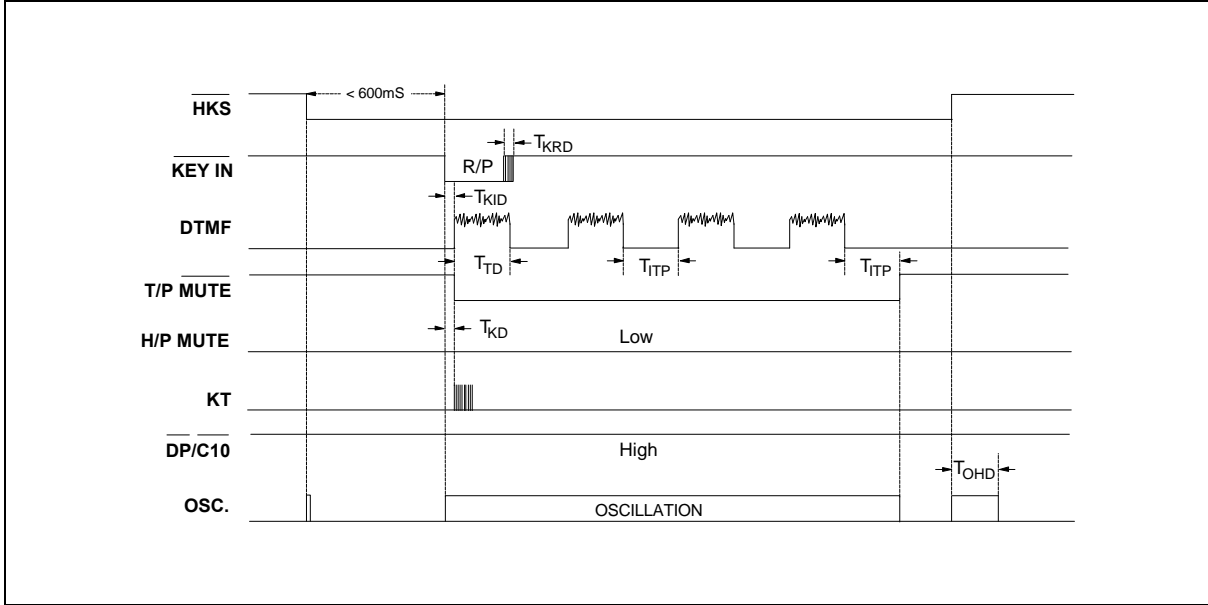 < 600mS
HKS
T_KRD
KEY IN
R/P
T_KID
DTMF
T_TD
T_ITP
T_ITP
T/P MUTE
T_KD
H/P MUTE
Low
KT
DP/C10
High
T_OHD
OSC.
OSCILLATION